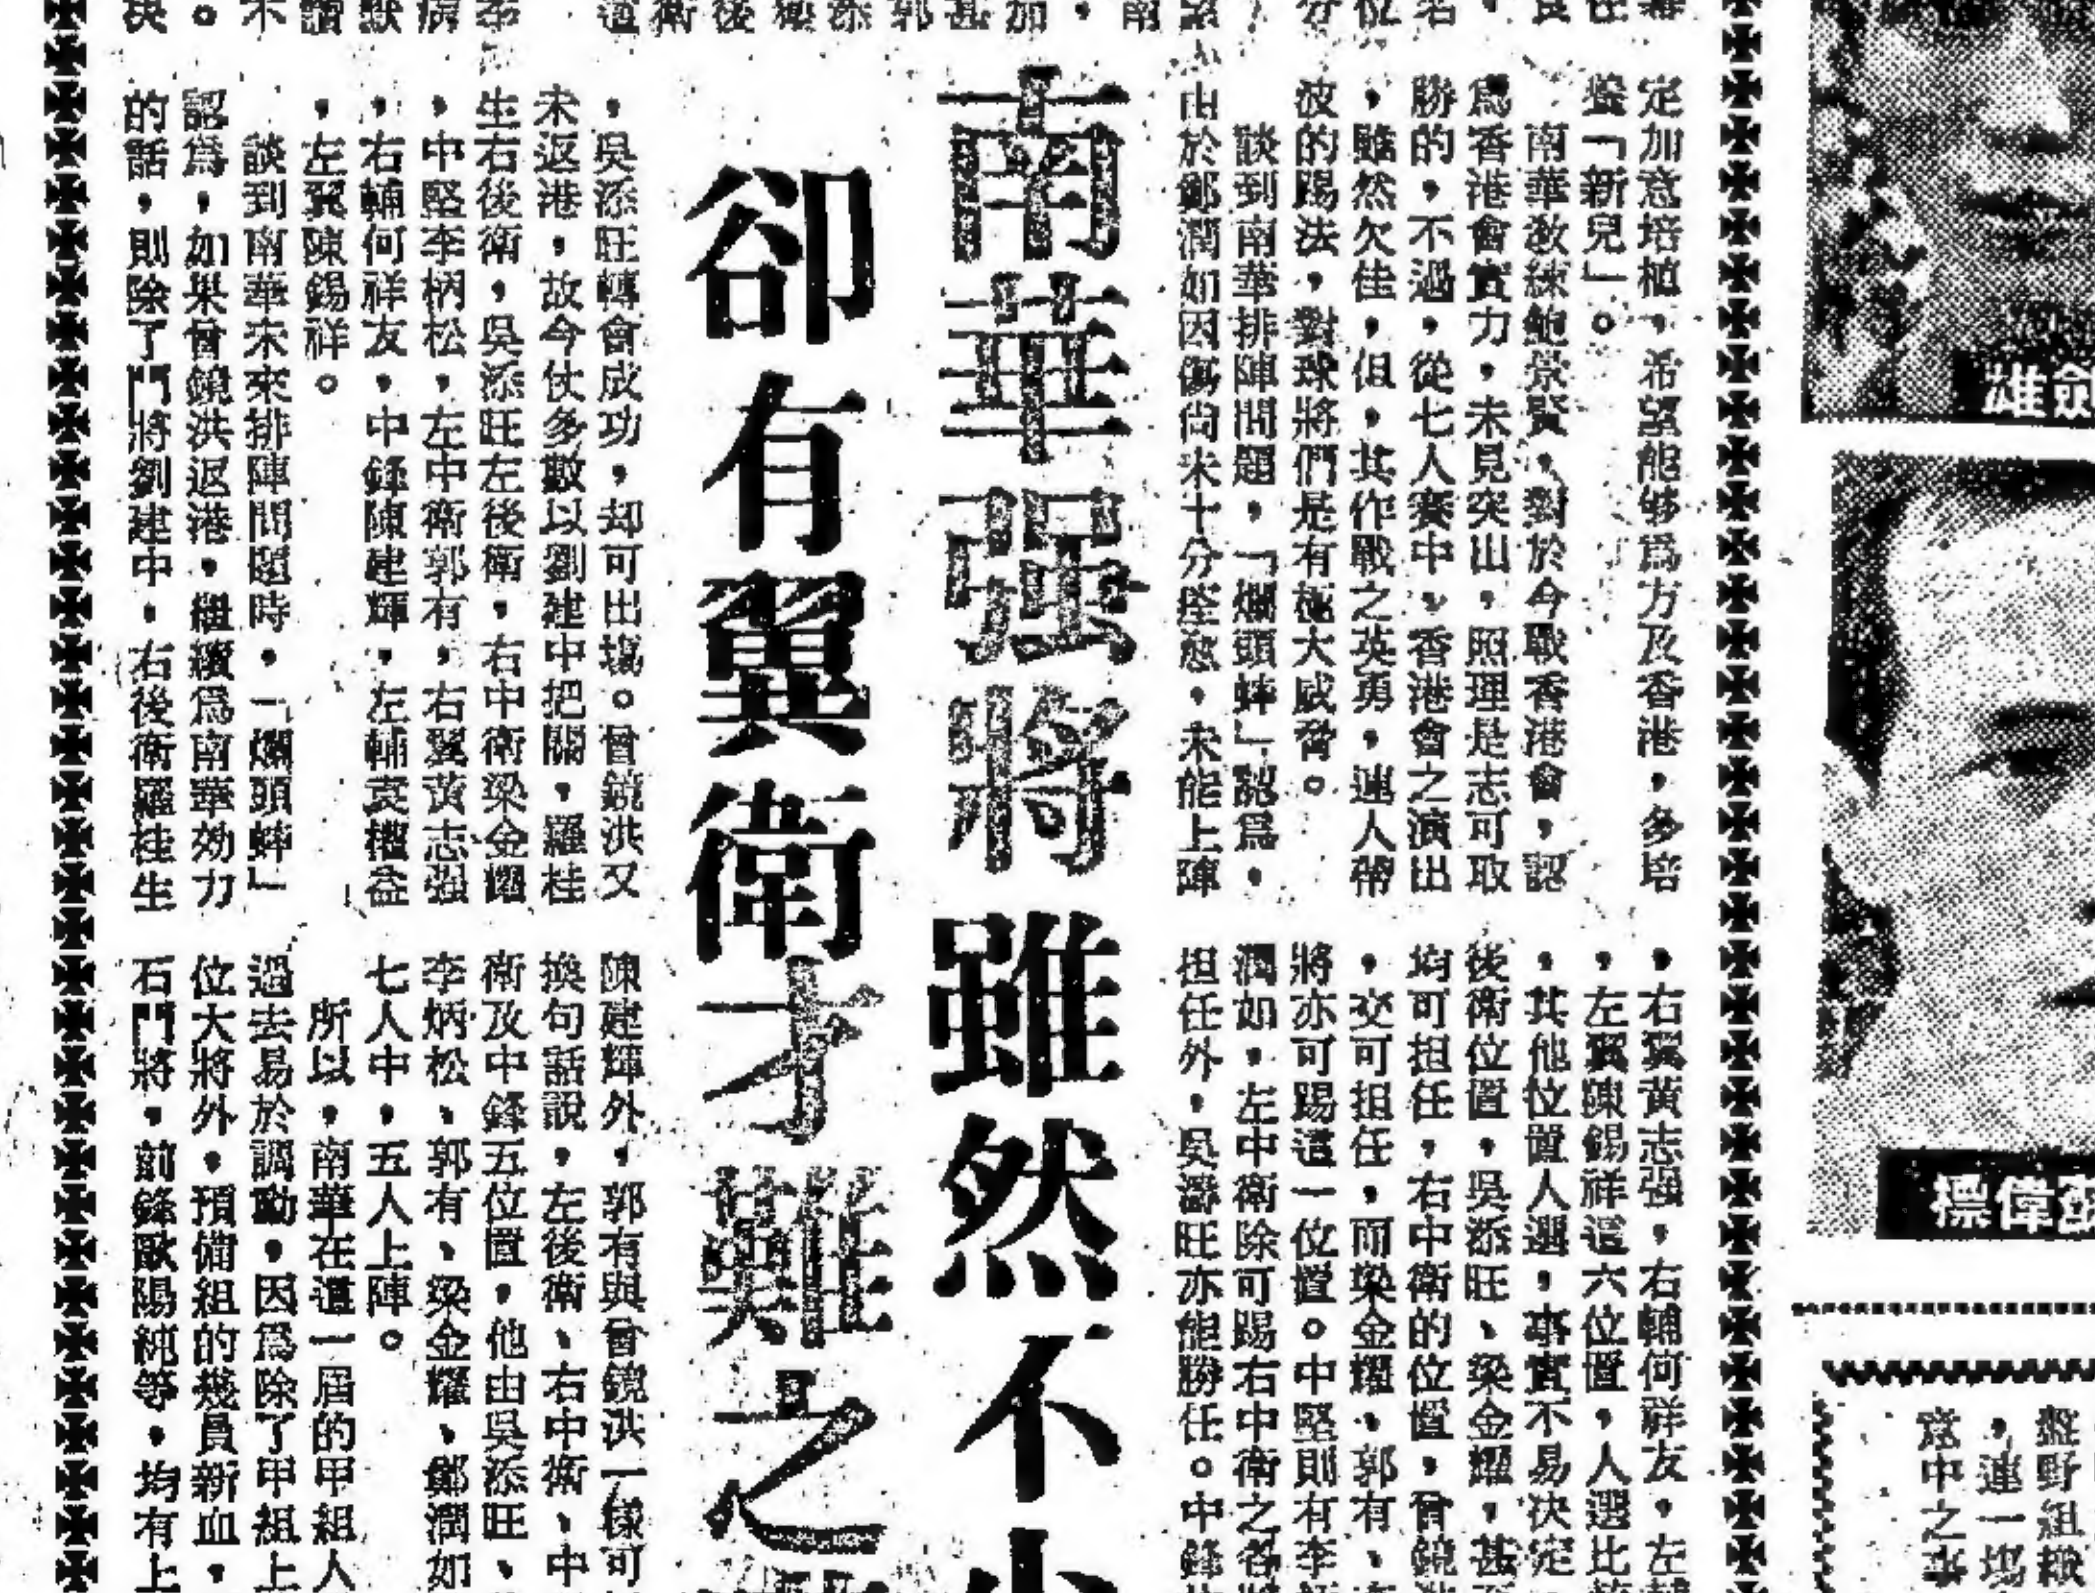 定加意培植，希望能够爲方及香港，多培
養「新兒」。
南華教練鮑景賢，對於今戰香港會，認
爲香港會實力，未見突出，照理是志可取
勝的，不過，從七人賽中，香港會之演出
，雖然欠佳，但，其作戰之英勇，連人帶
波的踢法，對球將們是有極大威脅。
談到南華排陣問題，「爛頭蟀」認爲，
由於鄭潤如因傷尚未十分痊愈，未能上陣
，右翼黃志强，右輔何祥友，左
，左翼陳錫祥這六位置，人選比
，其他位置人選，事實不易决定
後衛位置，吳添旺、梁金耀，甚
均可担任，右中衛的位置，曾鏡
，交可担任，而梁金耀、郭有、
將亦可踢這一位置。中堅則有李
潤如，左中衛除可踢右中衛之各
担任外，吳濤旺亦能勝任。中鋒
南華强將雖然不
卻有翼衛才難之
，吳添旺轉會成功，却可出塲。曾鏡洪又
未返港，故今仗多數以劉建中把關，羅桂
生右後衛，吳添旺左後衛，右中衛梁金耀
，中堅李柄松，左中衛郭有，右翼黃志强
，右輔何祥友，中鋒陳建輝，左輔袁權益
，左翼陳錫祥。
談到南華未來排陣問題時，「爛頭蟀」
認爲，如果曾鏡洪返港，繼續爲南華効力
的話，則除了門將劉建中，右後衛羅桂生
陳建輝外，郭有與曾鏡洪一樣可
換句話說，左後衛、右中衛、中
衛及中鋒五位置，他由吳添旺、
李炳松、郭有、梁金耀、鄭潤如
七人中，五人上陣。
所以，南華在這一屆的甲組人
過去易於調動，因爲除了甲組上
位大將外，預備組的幾員新血，
石門將，前鋒歐陽純等，均有上
雄劍
標偉
盤野組
，連一塲
意中之事